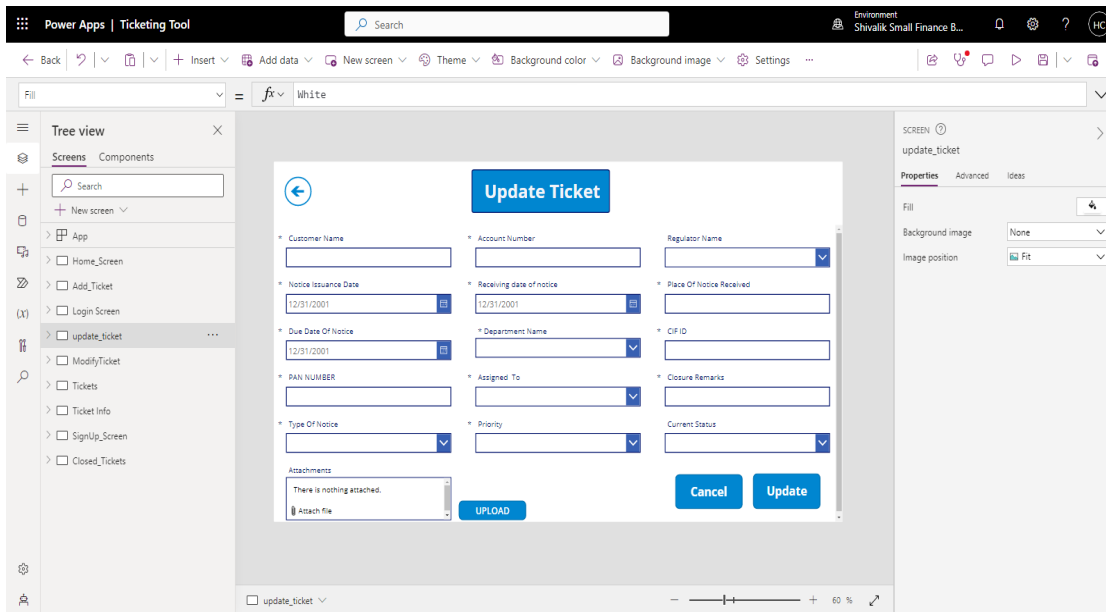 Power Apps | Ticketing Tool
Search
Environment
Shivalik Small Finance B...
HC
Back
Insert
Add data
New screen
Theme
Background color
Background image
Settings
Fill
=
fx
White
Tree view
Screens
Components
Search
New screen
App
Home_Screen
Add_Ticket
Login Screen
update_ticket
ModifyTicket
Tickets
Ticket Info
SignUp_Screen
Closed_Tickets
Update Ticket
* Customer Name
* Account Number
Regulator Name
* Notice Issuance Date
* Receiving date of notice
* Place Of Notice Received
12/31/2001
12/31/2001
* Due Date Of Notice
* Department Name
* CIF ID
12/31/2001
* PAN NUMBER
* Assigned To
* Closure Remarks
* Type Of Notice
* Priority
Current Status
Attachments
There is nothing attached.
Attach file
UPLOAD
Cancel
Update
SCREEN
update_ticket
Properties
Advanced
Ideas
Fill
Background image
None
Image position
Fit
update_ticket
60 %